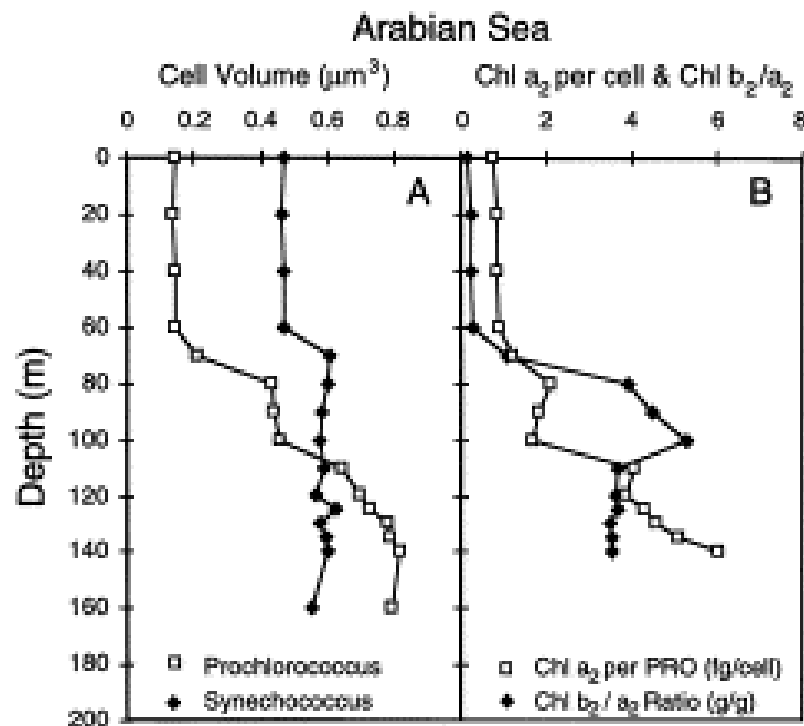 Arabian Sea
Cell Volume (μm³) Chl a₂ per cell & Chl b₂/a₂
0 0.2 0.4 0.6 0.8 0 2 4 6 8
0 A B
20
40
60
80
100
120
140
160
180
200
Depth (m)
Prochlorococcus
Synechococcus
Chl a₂ per PRO (fg/cell)
Chl b₂ / a₂ Ratio (g/g)